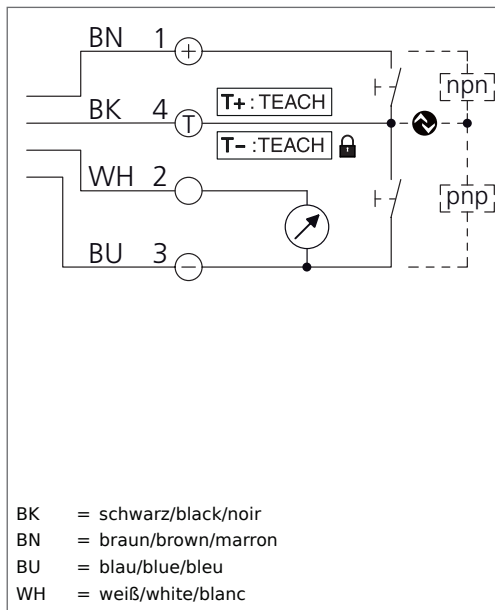 BN 1 +
npn
BK 4 T T+ : TEACH
T– :TEACH
WH 2
pnp
BU 3 –
BK = schwarz/black/noir
BN = braun/brown/marron
BU = blau/blue/bleu
WH = weiß/white/blanc